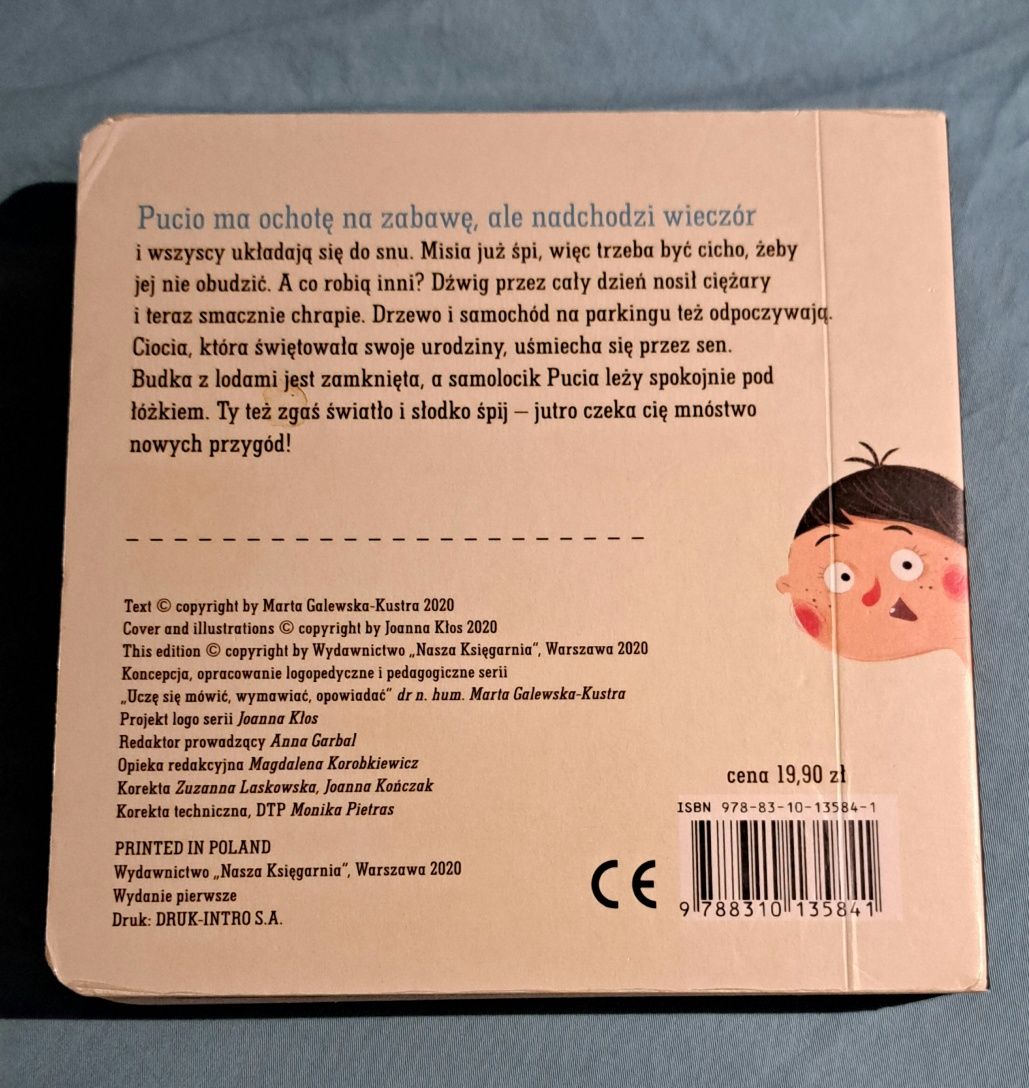 Pucio ma ochotę na zabawę, ale nadchodzi wieczór
i wszyscy układają się do snu. Misia już śpi, więc trzeba być cicho, żeby
jej nie obudzić. A co robią inni? Dźwig przez cały dzień nosił ciężary
i teraz smacznie chrapie. Drzewo i samochód na parkingu też odpoczywają.
Ciocia, która świętowała swoje urodziny, uśmiecha się przez sen.
Budka z lodami jest zamknięta, a samolocik Pucia leży spokojnie pod
łóżkiem. Ty też zgaś światło i słodko śpij – jutro czeka cię mnóstwo
nowych przygód!
Text © copyright by Marta Galewska-Kustra 2020
Cover and illustrations © copyright by Joanna Kłos 2020
This edition © copyright by Wydawnictwo „Nasza Księgarnia”, Warszawa 2020
Koncepcja, opracowanie logopedyczne i pedagogiczne serii
„Uczę się mówić, wymawiać, opowiadać” dr n. hum. Marta Galewska-Kustra
Projekt logo serii Joanna Kłos
Redaktor prowadzący Anna Garbal
Opieka redakcyjna Magdalena Korobkiewicz
Korekta Zuzanna Laskowska, Joanna Kończak
Korekta techniczna, DTP Monika Pietras
PRINTED IN POLAND
Wydawnictwo „Nasza Księgarnia”, Warszawa 2020
Wydanie pierwsze
Druk: DRUK-INTRO S.A.
cena 19,90 zł
ISBN 978-83-10-13584-1
CE
9 788310 135841